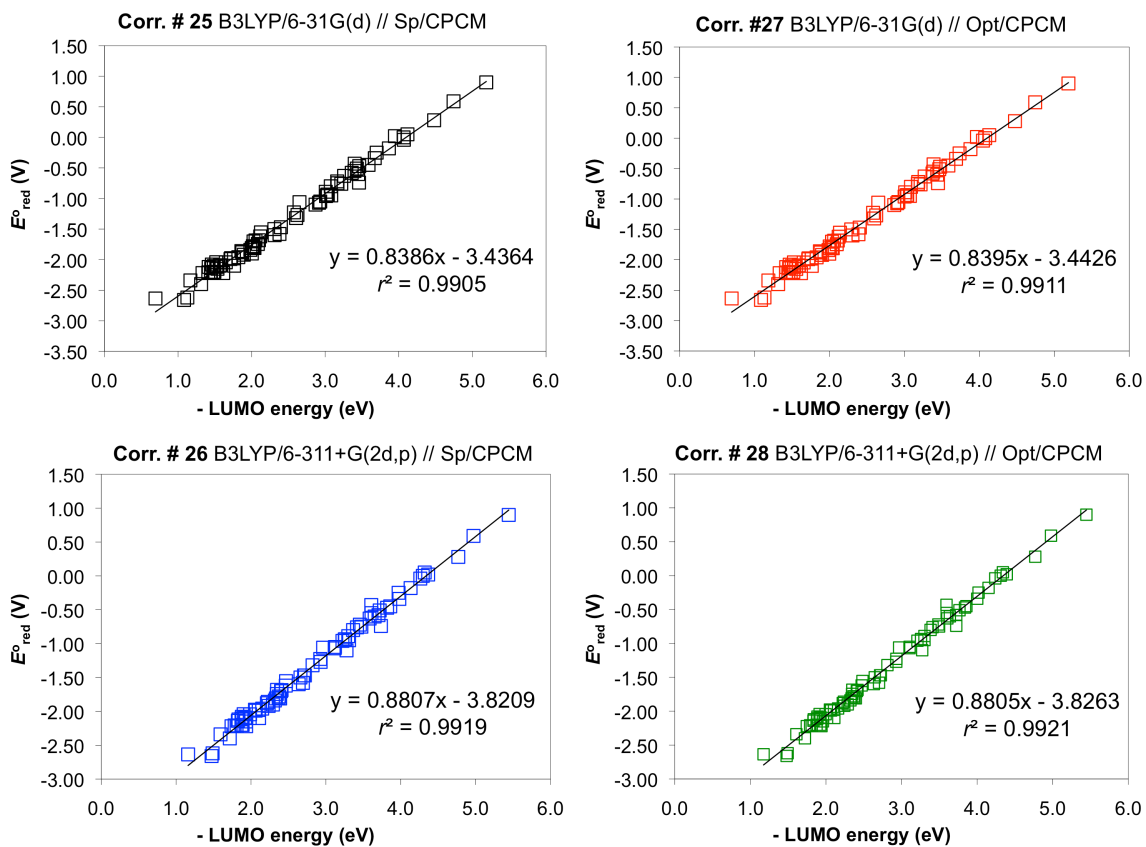 Corr. # 25 B3LYP/6-31G(d) // Sp/CPCM
1.50
1.00
0.50
0.00
-0.50
-1.00
-1.50
-2.00
-2.50
-3.00
-3.50
E°red (V)
y = 0.8386x - 3.4364
r² = 0.9905
0.0 1.0 2.0 3.0 4.0 5.0 6.0
- LUMO energy (eV)
Corr. #27 B3LYP/6-31G(d) // Opt/CPCM
1.50
1.00
0.50
0.00
-0.50
-1.00
-1.50
-2.00
-2.50
-3.00
-3.50
E°red (V)
y = 0.8395x - 3.4426
r² = 0.9911
0.0 1.0 2.0 3.0 4.0 5.0 6.0
- LUMO energy (eV)
Corr. # 26 B3LYP/6-311+G(2d,p) // Sp/CPCM
1.50
1.00
0.50
0.00
-0.50
-1.00
-1.50
-2.00
-2.50
-3.00
E°red (V)
y = 0.8807x - 3.8209
r² = 0.9919
0.0 1.0 2.0 3.0 4.0 5.0 6.0
- LUMO energy (eV)
Corr. # 28 B3LYP/6-311+G(2d,p) // Opt/CPCM
1.50
1.00
0.50
0.00
-0.50
-1.00
-1.50
-2.00
-2.50
-3.00
E°red (V)
y = 0.8805x - 3.8263
r² = 0.9921
0.0 1.0 2.0 3.0 4.0 5.0 6.0
- LUMO energy (eV)